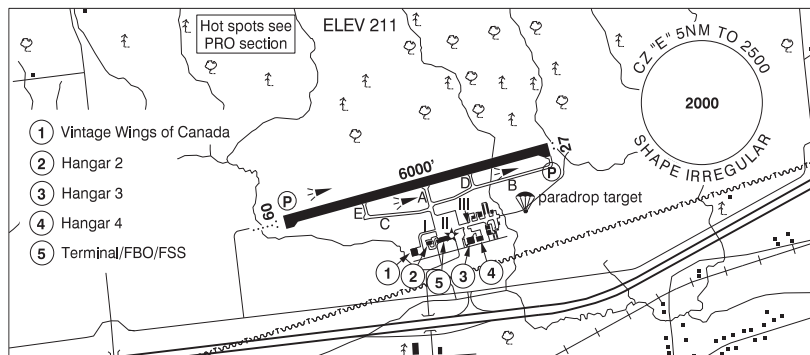 Hot spots see
PRO section
ELEV 211
CZ "E" 5NM TO 2500
2000
SHAPE IRREGULAR
1 Vintage Wings of Canada
2 Hangar 2
3 Hangar 3
4 Hangar 4
5 Terminal/FBO/FSS
27
6000'
P
P
09
A
D
B
E
C
I
II
III
paradrop target
1
2
5
3
4